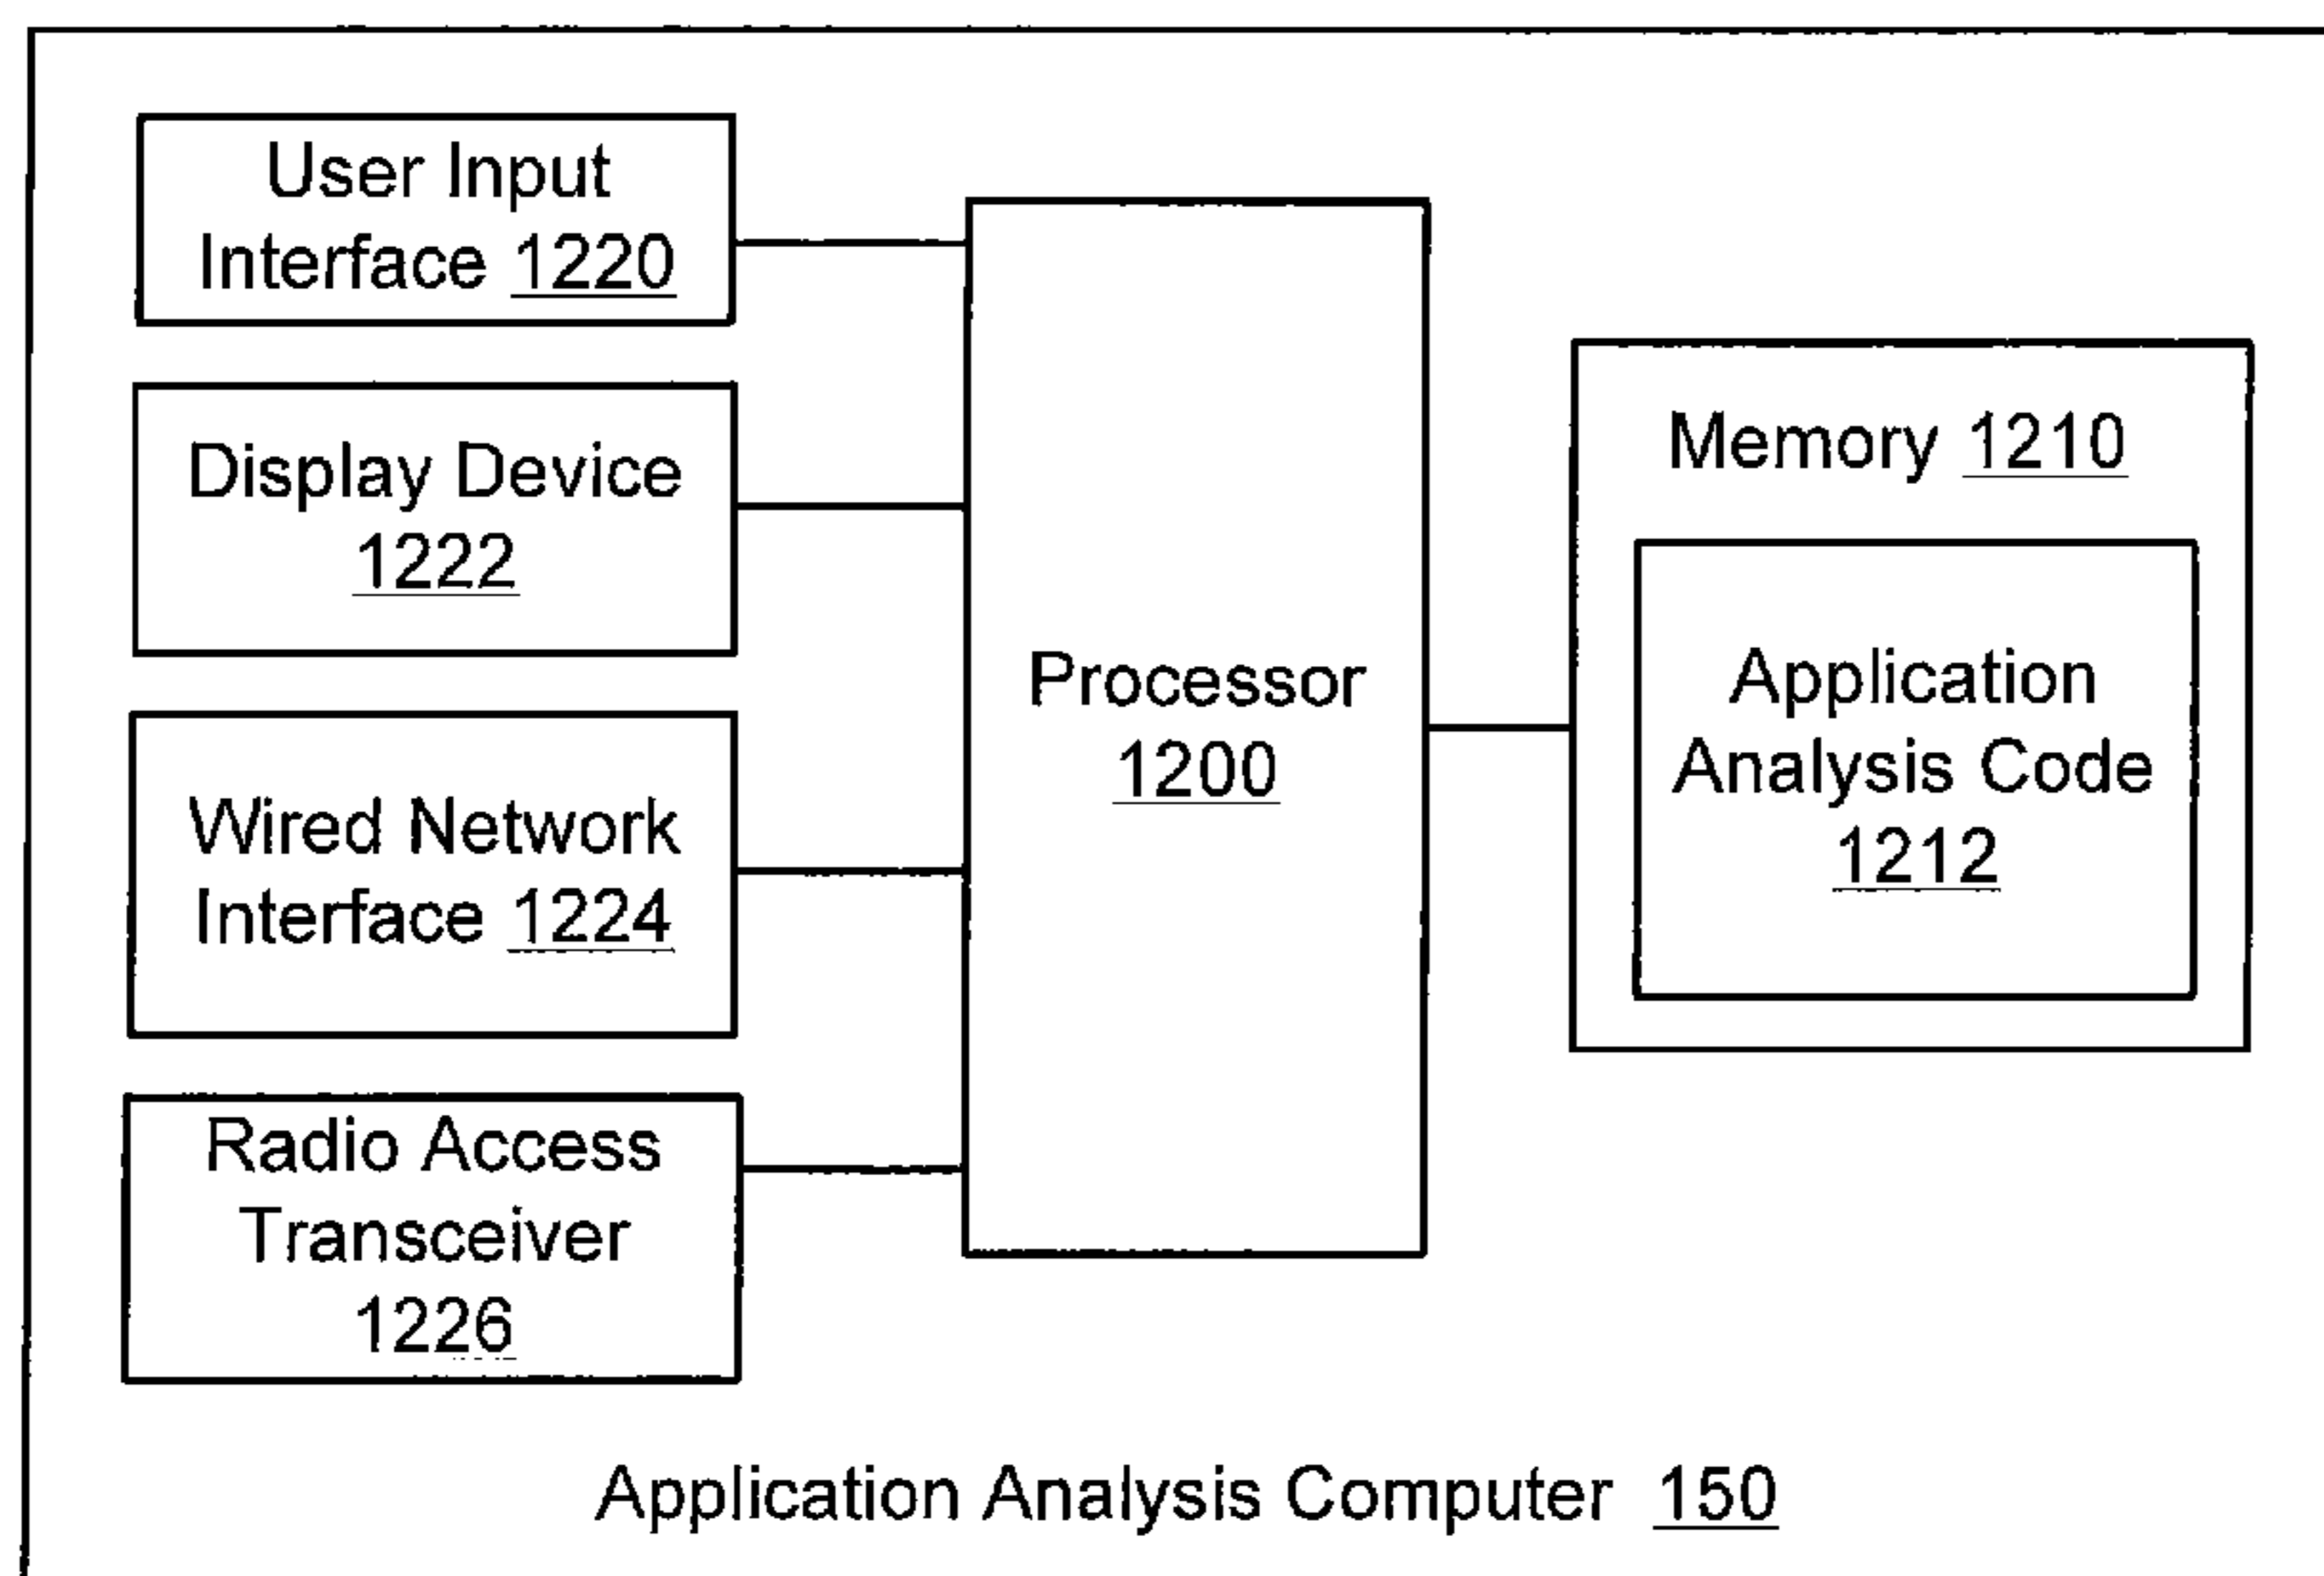 User Input
Interface 1220
Display Device
1222
Wired Network
Interface 1224
Radio Access
Transceiver
1226
Processor
1200
Memory 1210
Application
Analysis Code
1212
Application Analysis Computer 150